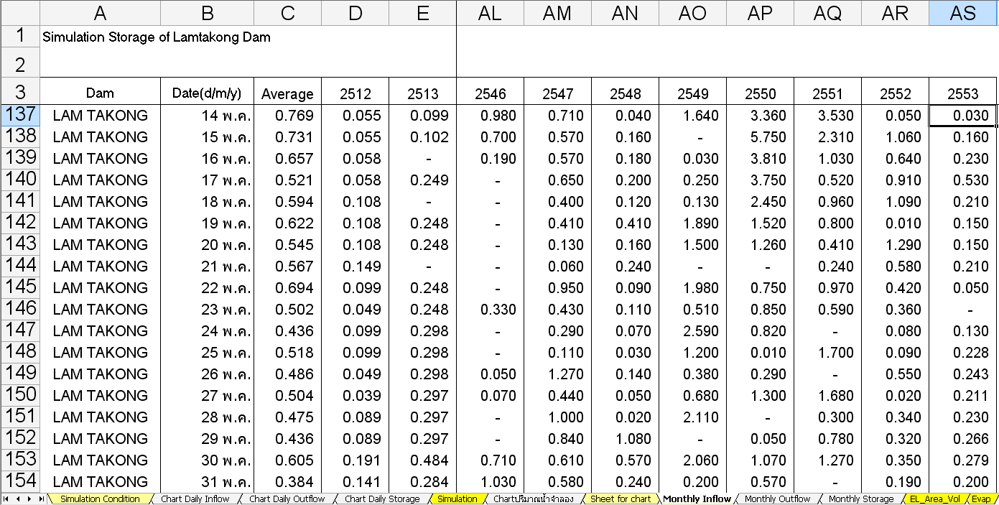 A B C D E AL AM AN AO AP AQ AR AS
1 Simulation Storage of Lamtakong Dam
2
3 Dam Date(d/m/y) Average 2512 2513 2546 2547 2548 2549 2550 2551 2552 2553
137 LAM TAKONG 14 พ.ค. 0.769 0.055 0.099 0.980 0.710 0.040 1.640 3.360 3.530 0.050 0.030
138 LAM TAKONG 15 พ.ค. 0.731 0.055 0.102 0.700 0.570 0.160 - 5.750 2.310 1.060 0.160
139 LAM TAKONG 16 พ.ค. 0.657 0.058 - 0.190 0.570 0.180 0.030 3.810 1.030 0.640 0.230
140 LAM TAKONG 17 พ.ค. 0.521 0.058 0.249 - 0.650 0.200 0.250 3.750 0.520 0.910 0.530
141 LAM TAKONG 18 พ.ค. 0.594 0.108 - - 0.400 0.120 0.130 2.450 0.960 1.090 0.210
142 LAM TAKONG 19 พ.ค. 0.622 0.108 0.248 - 0.410 0.410 1.890 1.520 0.800 0.010 0.150
143 LAM TAKONG 20 พ.ค. 0.545 0.108 0.248 - 0.130 0.160 1.500 1.260 0.410 1.290 0.150
144 LAM TAKONG 21 พ.ค. 0.567 0.149 - - 0.060 0.240 - - 0.240 0.580 0.210
145 LAM TAKONG 22 พ.ค. 0.694 0.099 0.248 - 0.950 0.090 1.980 0.750 0.970 0.420 0.050
146 LAM TAKONG 23 พ.ค. 0.502 0.049 0.248 0.330 0.430 0.110 0.510 0.850 0.590 0.360 -
147 LAM TAKONG 24 พ.ค. 0.436 0.099 0.298 - 0.290 0.070 2.590 0.820 - 0.080 0.130
148 LAM TAKONG 25 พ.ค. 0.518 0.099 0.298 - 0.110 0.030 1.200 0.010 1.700 0.090 0.228
149 LAM TAKONG 26 พ.ค. 0.486 0.049 0.298 0.050 1.270 0.140 0.380 0.290 - 0.550 0.243
150 LAM TAKONG 27 พ.ค. 0.504 0.039 0.297 0.070 0.440 0.050 0.680 1.300 1.680 0.020 0.211
151 LAM TAKONG 28 พ.ค. 0.475 0.089 0.297 - 1.000 0.020 2.110 - 0.300 0.340 0.230
152 LAM TAKONG 29 พ.ค. 0.436 0.089 0.297 - 0.840 1.080 - 0.050 0.780 0.320 0.266
153 LAM TAKONG 30 พ.ค. 0.605 0.191 0.484 0.710 0.610 0.570 2.060 1.070 1.270 0.350 0.279
154 LAM TAKONG 31 พ.ค. 0.384 0.141 0.284 1.030 0.580 0.240 0.200 0.570 - 0.190 0.200
Simulation Condition Chart Daily Inflow Chart Daily Outflow Chart Daily Storage Simulation Chartปริมาณน้ำจำลอง Sheet for chart Monthly Inflow Monthly Outflow Monthly Storage EL_Area_Vol Evap